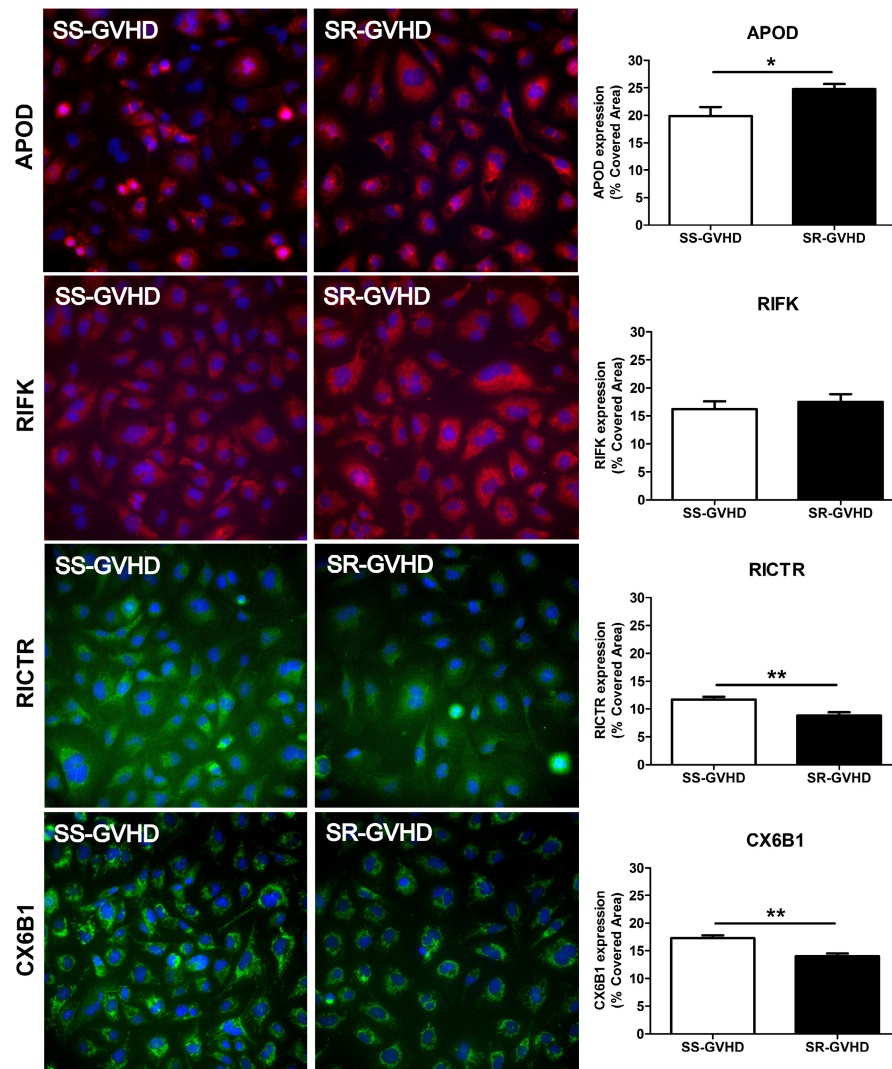 SS-GVHD
SR-GVHD
APOD
APOD
*
APOD expression
(% Covered Area)
30
25
20
15
10
5
0
SS-GVHD
SR-GVHD
SS-GVHD
SR-GVHD
RIFK
RIFK
RIFK expression
(% Covered Area)
30
25
20
15
10
5
0
SS-GVHD
SR-GVHD
SS-GVHD
SR-GVHD
RICTR
RICTR
**
RICTR expression
(% Covered Area)
30
25
20
15
10
5
0
SS-GVHD
SR-GVHD
SS-GVHD
SR-GVHD
CX6B1
CX6B1
**
CX6B1 expression
(% Covered Area)
30
25
20
15
10
5
0
SS-GVHD
SR-GVHD